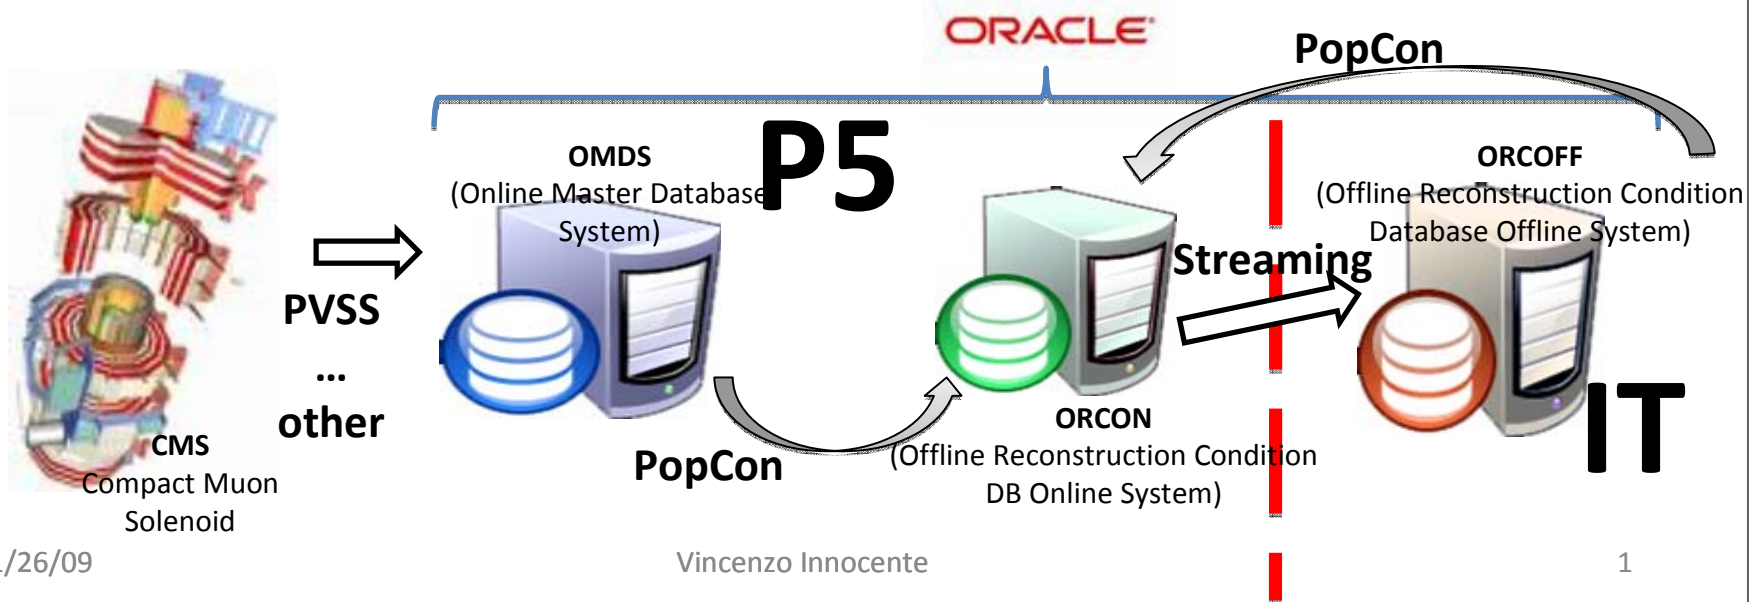 ORACLE
PopCon
P5
OMDS
(Online Master Database
System)
ORCOFF
(Offline Reconstruction Condition
Database Offline System)
Streaming
PVSS
...
other
IT
CMS
Compact Muon
Solenoid
PopCon
ORCON
(Offline Reconstruction Condition
DB Online System)
/26/09
Vincenzo Innocente
1